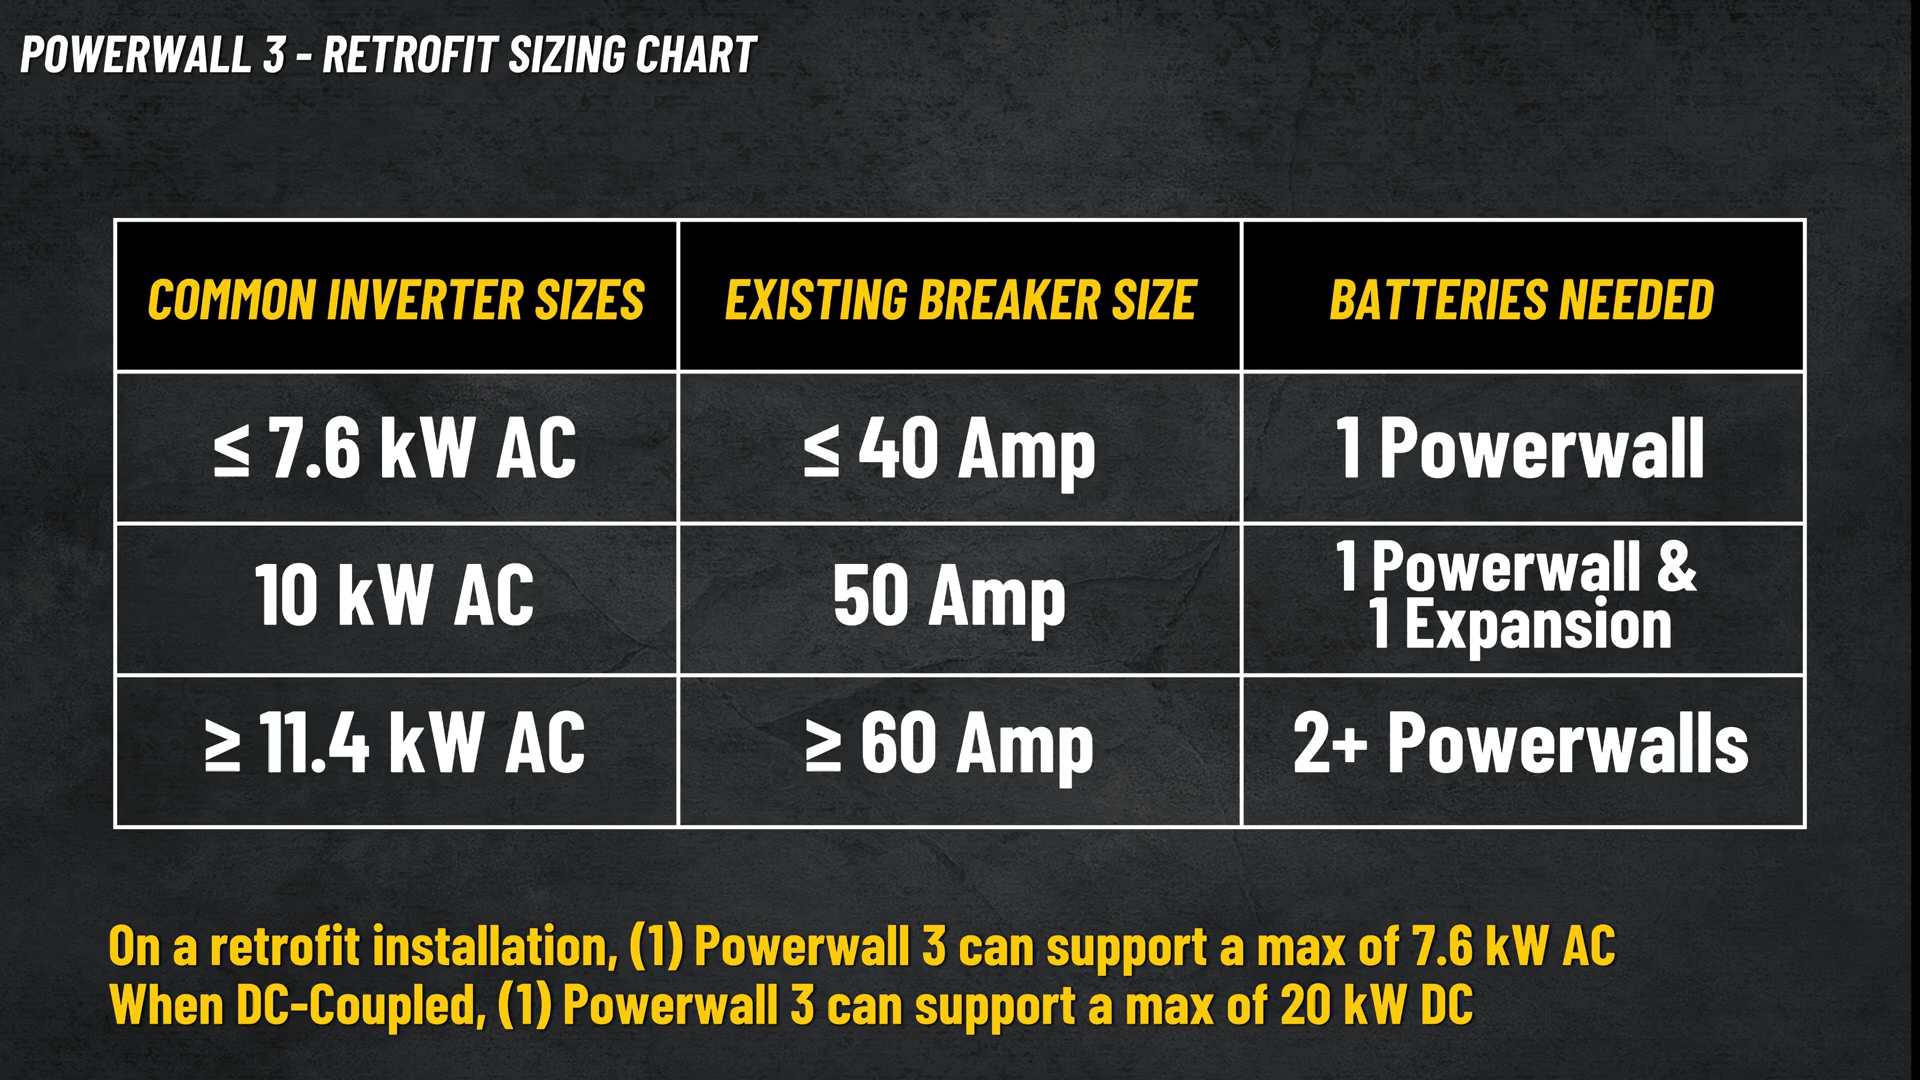 POWERWALL 3 - RETROFIT SIZING CHART
COMMON INVERTER SIZES
EXISTING BREAKER SIZE
BATTERIES NEEDED
≤ 7.6 kW AC
≤ 40 Amp
1 Powerwall
10 kW AC
50 Amp
1 Powerwall &
1 Expansion
≥ 11.4 kW AC
≥ 60 Amp
2+ Powerwalls
On a retrofit installation, (1) Powerwall 3 can support a max of 7.6 kW AC
When DC-Coupled, (1) Powerwall 3 can support a max of 20 kW DC